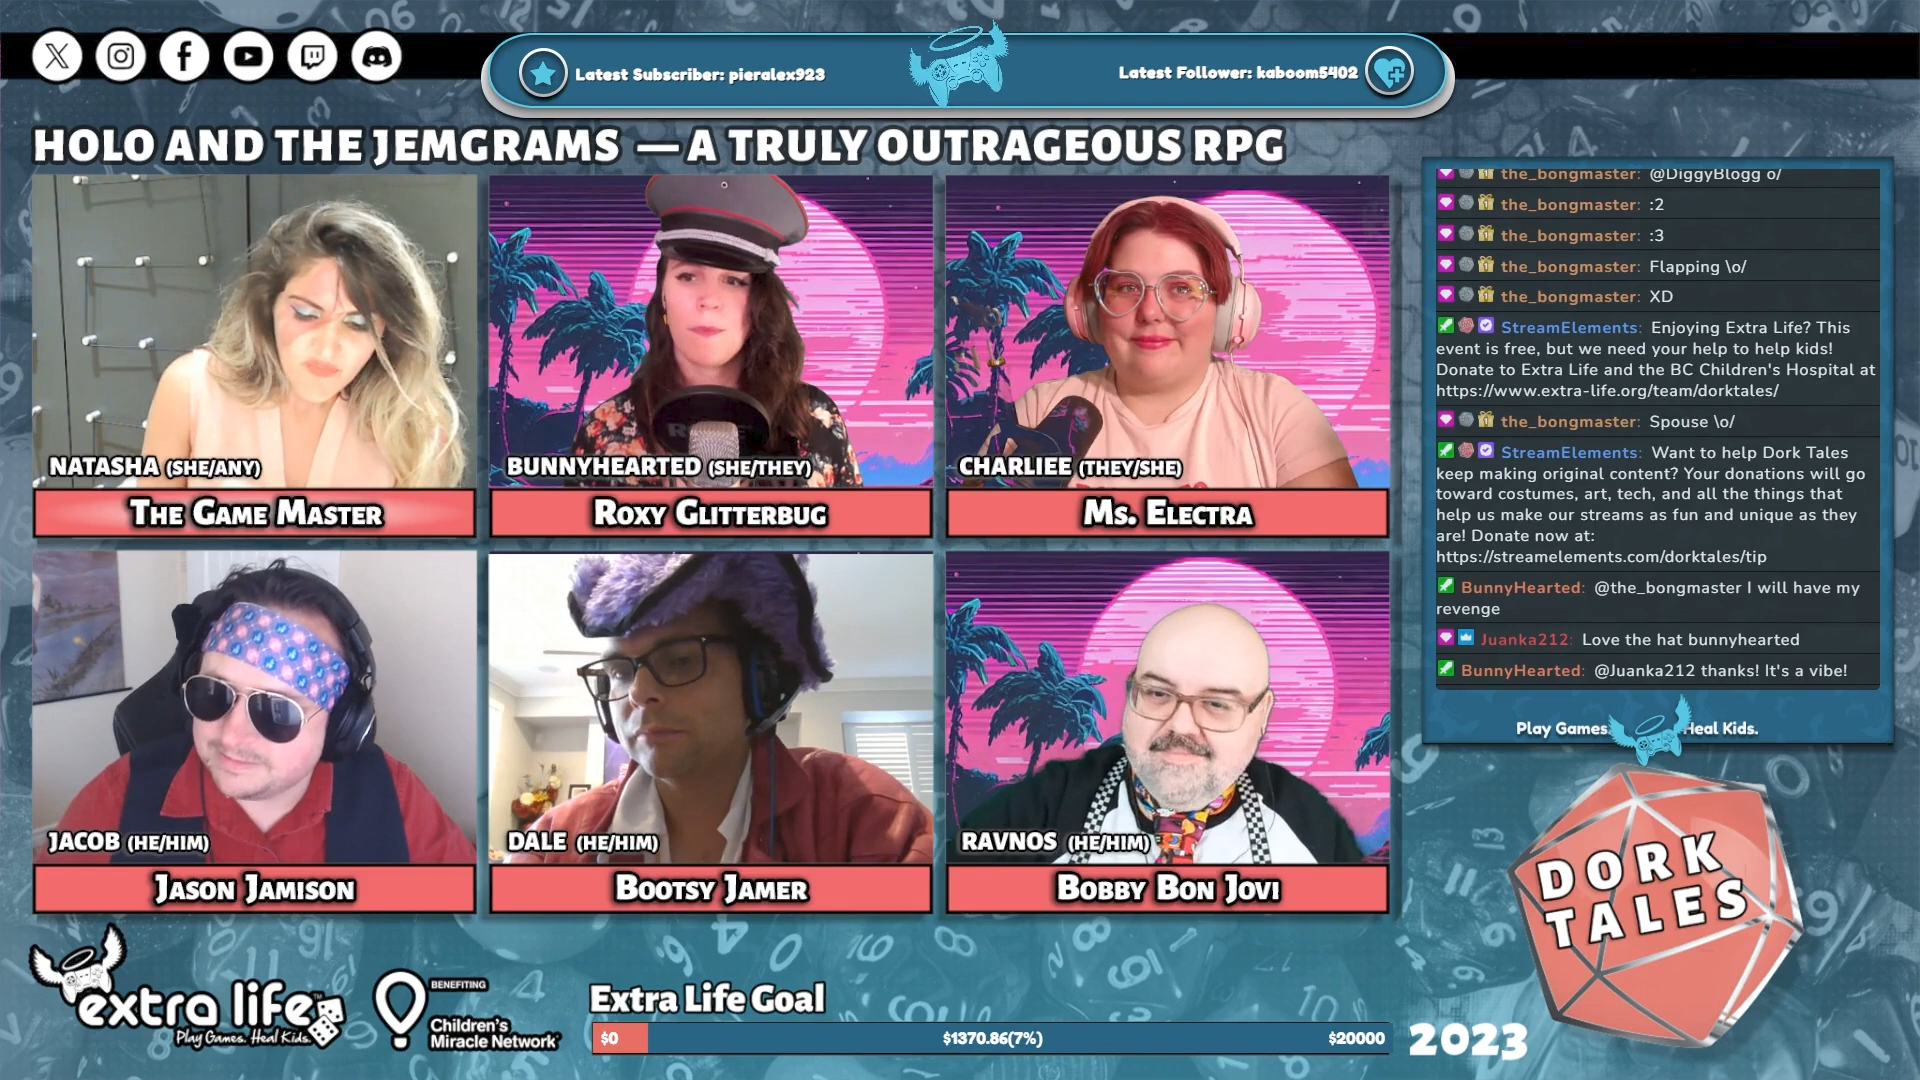 Latest Subscriber: pieralex923
Latest Follower: kaboom5402
HOLO AND THE JEMGRAMS — A TRULY OUTRAGEOUS RPG
NATASHA (SHE/ANY)
THE GAME MASTER
BUNNYHEARTED (SHE/THEY)
ROXY GLITTERBUG
CHARLIEE (THEY/SHE)
MS. ELECTRA
JACOB (HE/HIM)
JASON JAMISON
DALE (HE/HIM)
BOOTSY JAMER
RAVNOS (HE/HIM)
BOBBY BON JOVI
the_bongmaster: @DiggyBlogg o/
the_bongmaster: :2
the_bongmaster: :3
the_bongmaster: Flapping \o/
the_bongmaster: XD
StreamElements: Enjoying Extra Life? This
event is free, but we need your help to help kids!
Donate to Extra Life and the BC Children's Hospital at
https://www.extra-life.org/team/dorktales/
the_bongmaster: Spouse \o/
StreamElements: Want to help Dork Tales
keep making original content? Your donations will go
toward costumes, art, tech, and all the things that
help us make our streams as fun and unique as they
are! Donate now at:
https://streamelements.com/dorktales/tip
BunnyHearted: @the_bongmaster I will have my
revenge
Juanka212: Love the hat bunnyhearted
BunnyHearted: @Juanka212 thanks! It's a vibe!
Play Games. Heal Kids.
DORK
TALES
extra life
Play Games. Heal Kids.
BENEFITING
Children's
Miracle Network
Extra Life Goal
$0
$1370.86(7%)
$20000
2023